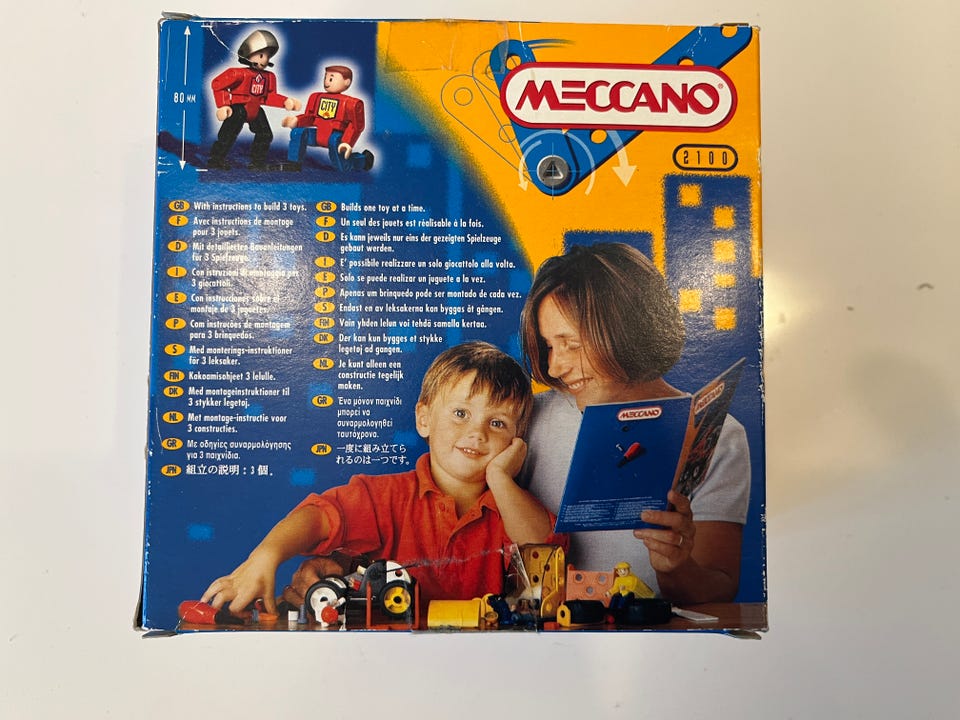 80 MM
CITY
CITY
MECCANO®
2100
GB With instructions to build 3 toys.
F Avec instructions de montage
pour 3 jouets.
D Mit detaillierten Bauanleitungen
für 3 Spielzeuge.
I Con istruzioni di montaggio per
3 giocattoli.
E Con instrucciones sobre el
montaje de 3 juguetes.
P Com instruções de montagem
para 3 brinquedos.
S Med monterings-instruktioner
för 3 leksaker.
FIN Kokoamisohjeet 3 lelulle.
DK Med montageinstruktioner til
3 stykker legetøj.
NL Met montage-instructie voor
3 constructies.
GR Με οδηγίες συναρμολόγησης
για 3 παιχνίδια.
JPN 組立の説明：3 個.
GB Builds one toy at a time.
F Un seul des jouets est réalisable à la fois.
D Es kann jeweils nur eins der gezeigten Spielzeuge
gebaut werden.
I E' possibile realizzare un solo giocattolo alla volta.
E Solo se puede realizar un juguete a la vez.
P Apenas um brinquedo pode ser montado de cada vez.
S Endast en av leksakerna kan byggas åt gången.
FIN Vain yhden lelun voi tehdä samalla kertaa.
DK Der kan kun bygges et stykke
legetøj ad gangen.
NL Je kunt alleen een
constructie tegelijk
maken.
GR Ένα μόνον παιχνίδι
μπορεί να
συναρμολογηθεί
ταυτόχρονα.
JPN 一度に組み立てら
れるのは一つです。
MECCANO